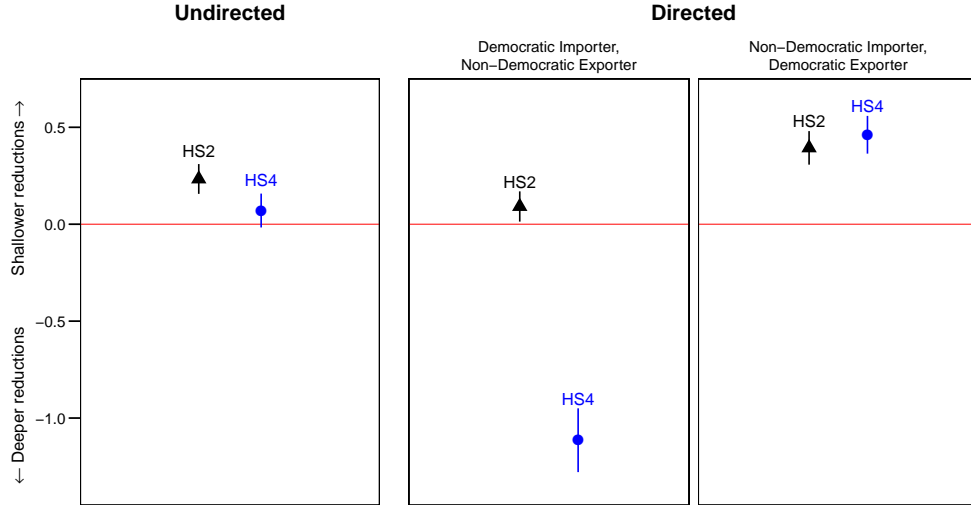 Undirected
Directed
Democratic Importer,
Non−Democratic Exporter
Non−Democratic Importer,
Democratic Exporter
← Deeper reductions
Shallower reductions →
0.5
0.0
−0.5
−1.0
HS2
HS4
HS2
HS4
HS2
HS4